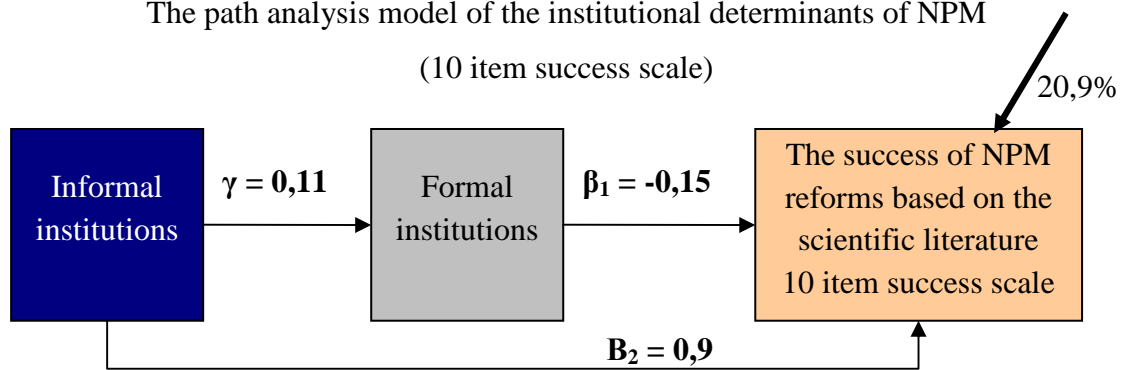 The path analysis model of the institutional determinants of NPM
(10 item success scale)
20,9%
Informal
institutions
γ = 0,11
Formal
institutions
β₁ = -0,15
The success of NPM
reforms based on the
scientific literature
10 item success scale
B₂ = 0,9